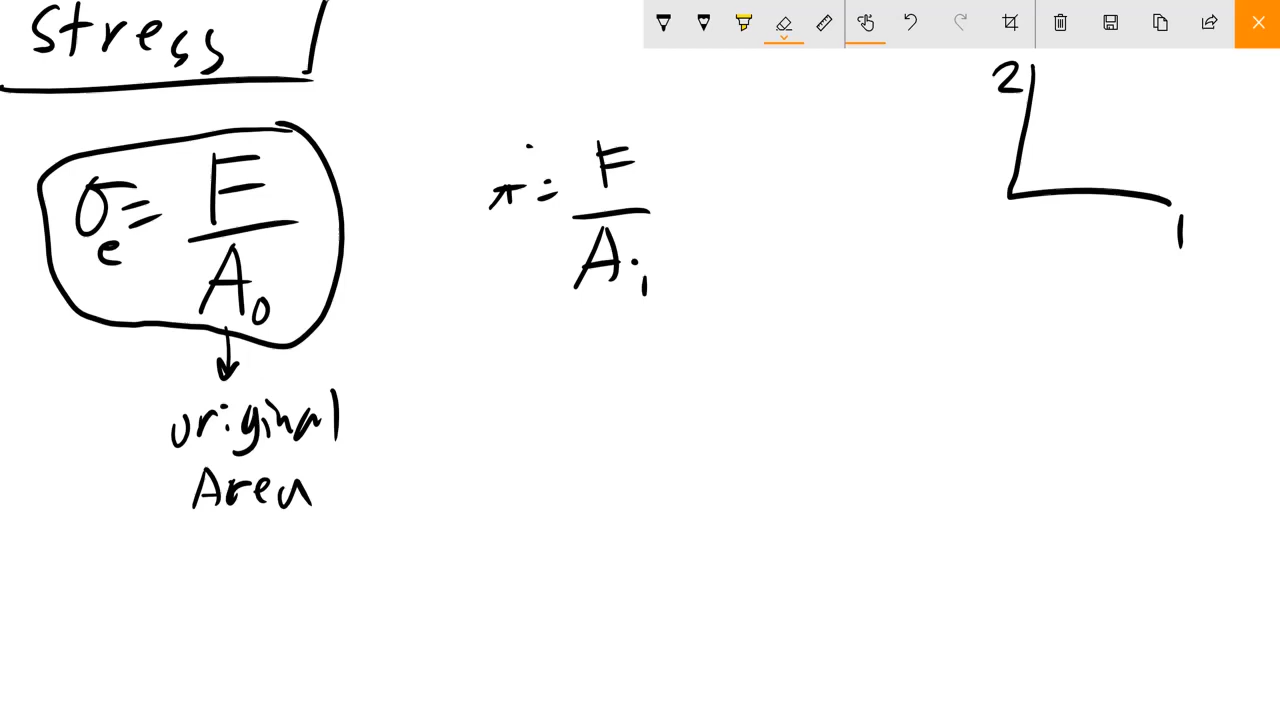 Stress
σe = F/A0
original
Area
= F/Ai
2
1